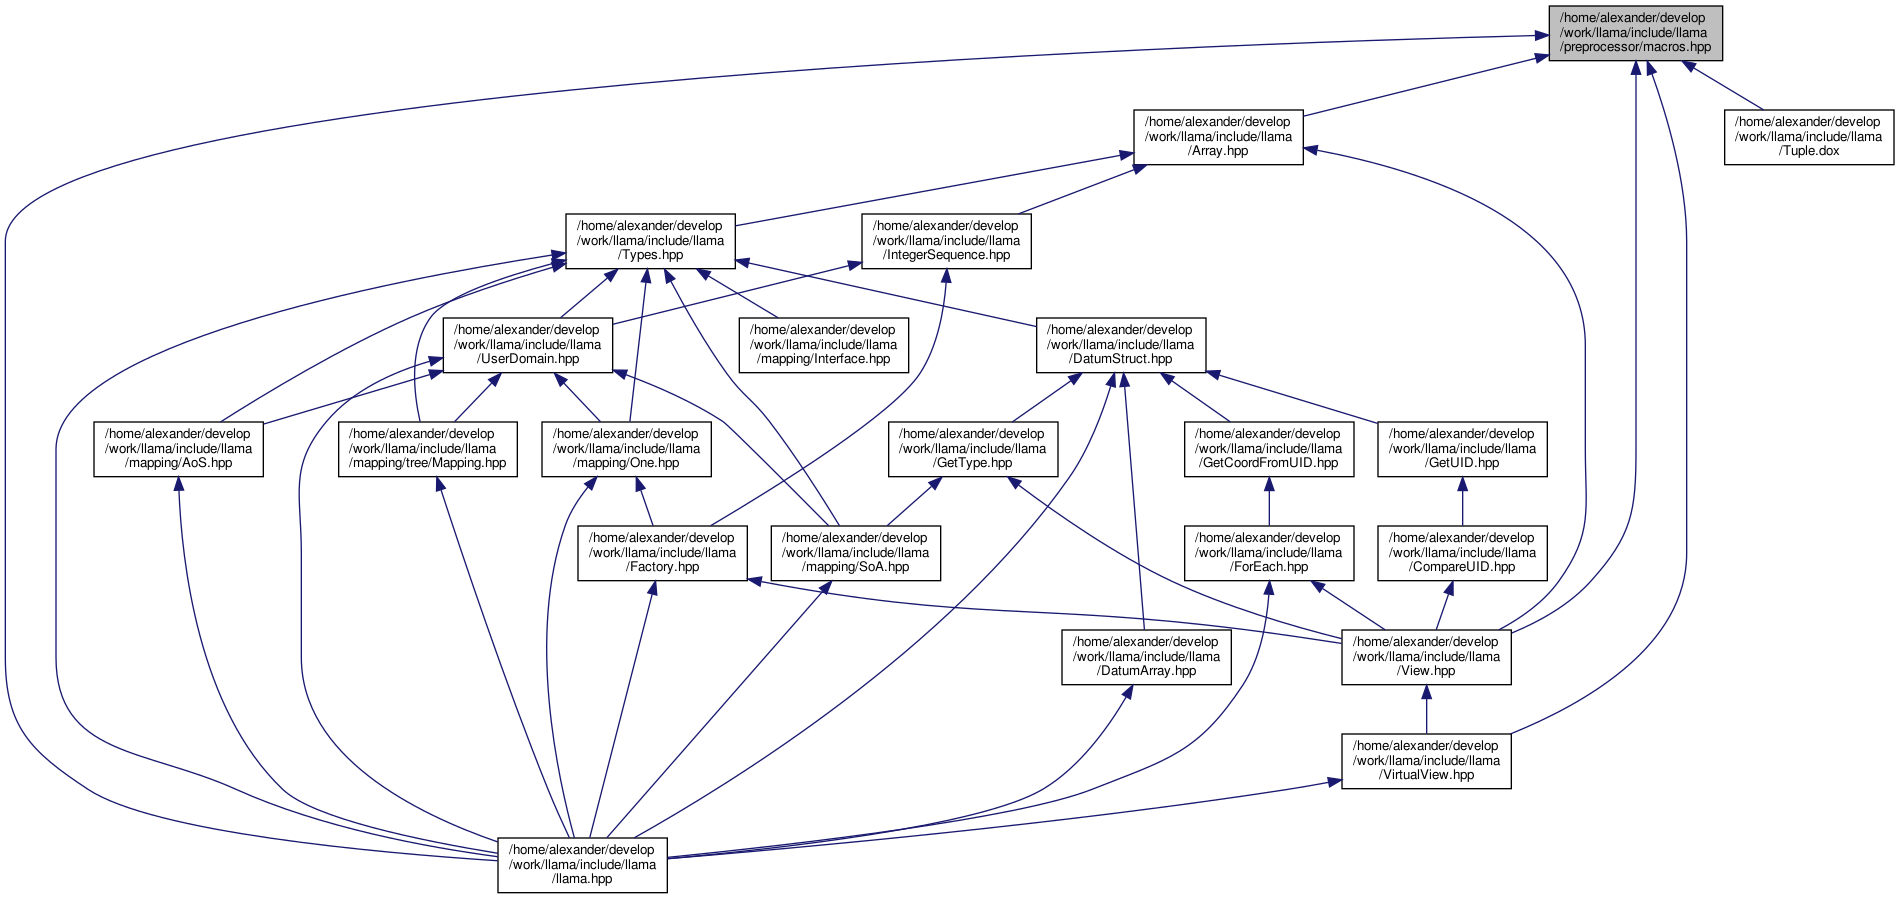 /home/alexander/develop
/work/llama/include/llama
/preprocessor/macros.hpp
/home/alexander/develop
/work/llama/include/llama
/Array.hpp
/home/alexander/develop
/work/llama/include/llama
/Tuple.dox
/home/alexander/develop
/work/llama/include/llama
/Types.hpp
/home/alexander/develop
/work/llama/include/llama
/IntegerSequence.hpp
/home/alexander/develop
/work/llama/include/llama
/UserDomain.hpp
/home/alexander/develop
/work/llama/include/llama
/mapping/Interface.hpp
/home/alexander/develop
/work/llama/include/llama
/DatumStruct.hpp
/home/alexander/develop
/work/llama/include/llama
/mapping/AoS.hpp
/home/alexander/develop
/work/llama/include/llama
/mapping/tree/Mapping.hpp
/home/alexander/develop
/work/llama/include/llama
/mapping/One.hpp
/home/alexander/develop
/work/llama/include/llama
/GetType.hpp
/home/alexander/develop
/work/llama/include/llama
/GetCoordFromUID.hpp
/home/alexander/develop
/work/llama/include/llama
/GetUID.hpp
/home/alexander/develop
/work/llama/include/llama
/Factory.hpp
/home/alexander/develop
/work/llama/include/llama
/mapping/SoA.hpp
/home/alexander/develop
/work/llama/include/llama
/ForEach.hpp
/home/alexander/develop
/work/llama/include/llama
/CompareUID.hpp
/home/alexander/develop
/work/llama/include/llama
/DatumArray.hpp
/home/alexander/develop
/work/llama/include/llama
/View.hpp
/home/alexander/develop
/work/llama/include/llama
/VirtualView.hpp
/home/alexander/develop
/work/llama/include/llama
/llama.hpp